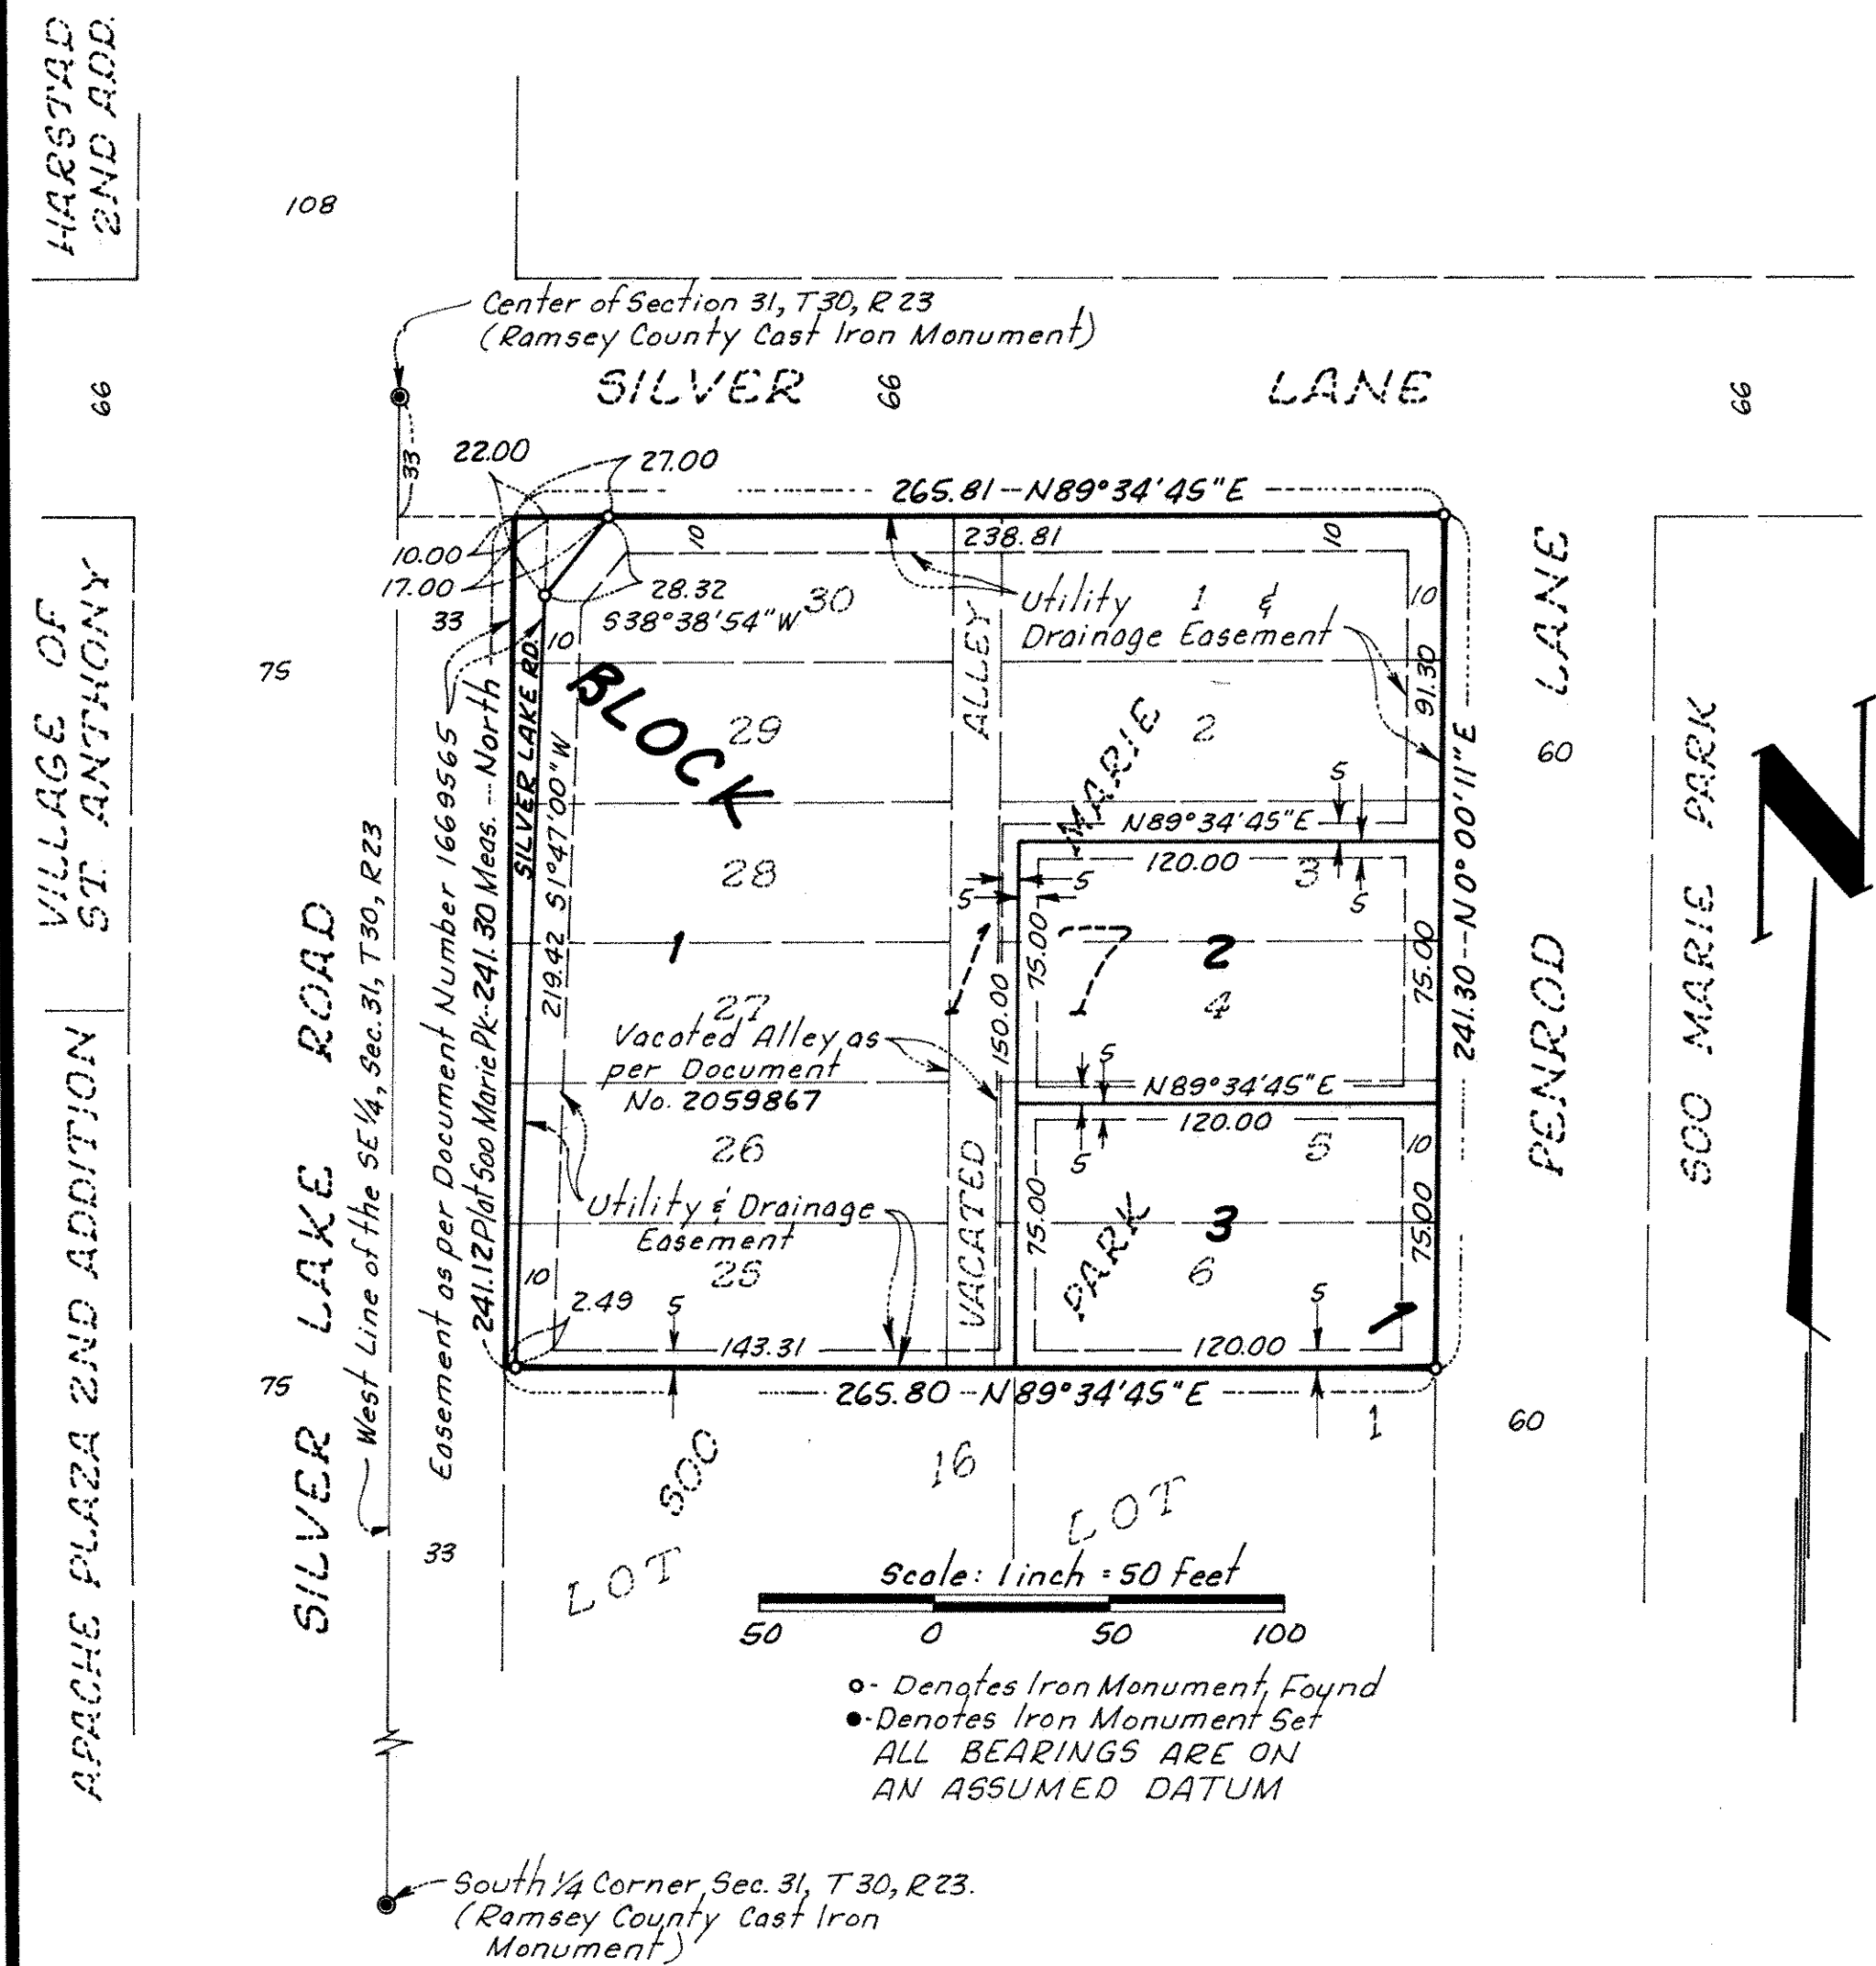 HARSTAD
2ND ADD.
108
Center of Section 31, T30, R 23
(Ramsey County Cast Iron Monument)
66
SILVER 66 LANE
66
33
22.00
27.00
265.81--N89°34'45"E
10.00
17.00
10
238.81
10
28.32
S38°38'54"W
30
Utility 1 &
Drainage Easement
10
33
10
VILLAGE OF
ST. ANTHONY
75
SILVER LAKE RD.
BLOCK
1
ALLEY
VACATED
91.30
29
2
LANE
PENROD
60
SOO MARIE PARK
N
MARIE
PARK
5
N89°34'45"E
120.00
28
3
5
5
5
219.42 S1°47'00"W
Easement as per Document Number 1669565
241.12 Plat Soo Marie Pk.--241.30 Meas.--North
West Line of the SE 1/4, Sec. 31, T30, R23
SILVER LAKE ROAD
1
75.00
17
2
75.00
241.30--N0°00'11"E
27
4
Vacated Alley as
per Document
No. 2059867
150.00
5
N89°34'45"E
120.00
5
26
5
10
Utility & Drainage
Easement
75.00
3
75.00
25
6
10
2.49
5
5
143.31
120.00
265.80--N89°34'45"E
APACHE PLAZA 2ND ADDITION
75
1
60
SOO
16
LOT
LOT
33
Scale: 1 inch = 50 feet
50 0 50 100
o- Denotes Iron Monument Found
●-Denotes Iron Monument Set
ALL BEARINGS ARE ON
AN ASSUMED DATUM
South 1/4 Corner, Sec. 31, T 30, R 23.
(Ramsey County Cast Iron
Monument)